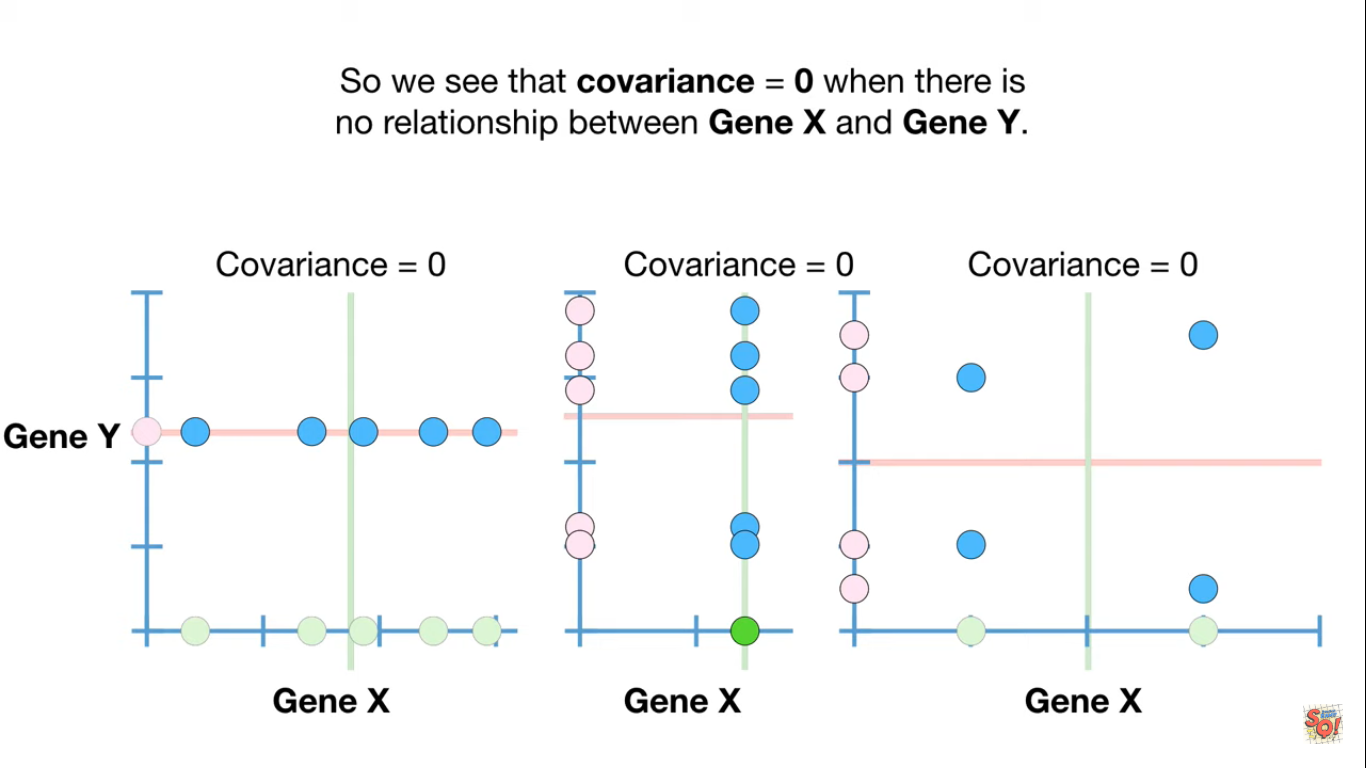 So we see that covariance = 0 when there is
no relationship between Gene X and Gene Y.
Covariance = 0
Covariance = 0
Covariance = 0
Gene Y
Gene X
Gene X
Gene X
SQ!